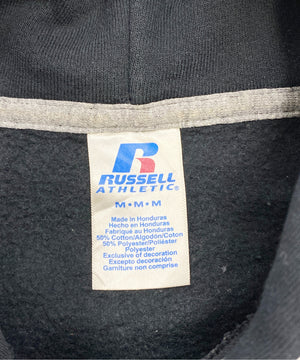 R
RUSSELL
ATHLETIC®
M • M • M
Made in Honduras
Hecho en Honduras
Fabriqué au Honduras
50% Cotton/Algodón/Coton
50% Polyester/Poliéster
Polyester
Exclusive of decoration
Excepto decoración
Garniture non comprise